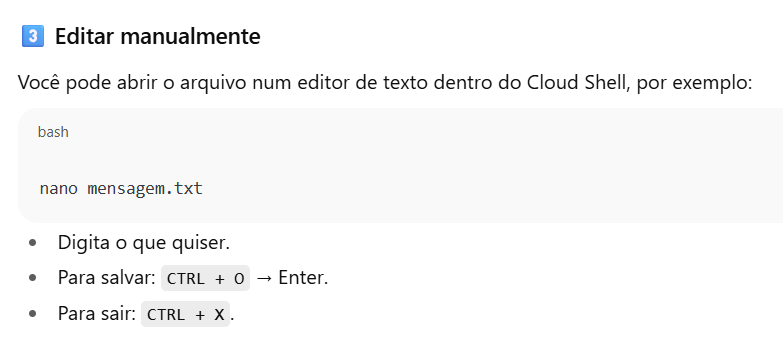 3 Editar manualmente
Você pode abrir o arquivo num editor de texto dentro do Cloud Shell, por exemplo:
bash
nano mensagem.txt
• Digita o que quiser.
• Para salvar: CTRL + O → Enter.
• Para sair: CTRL + X.